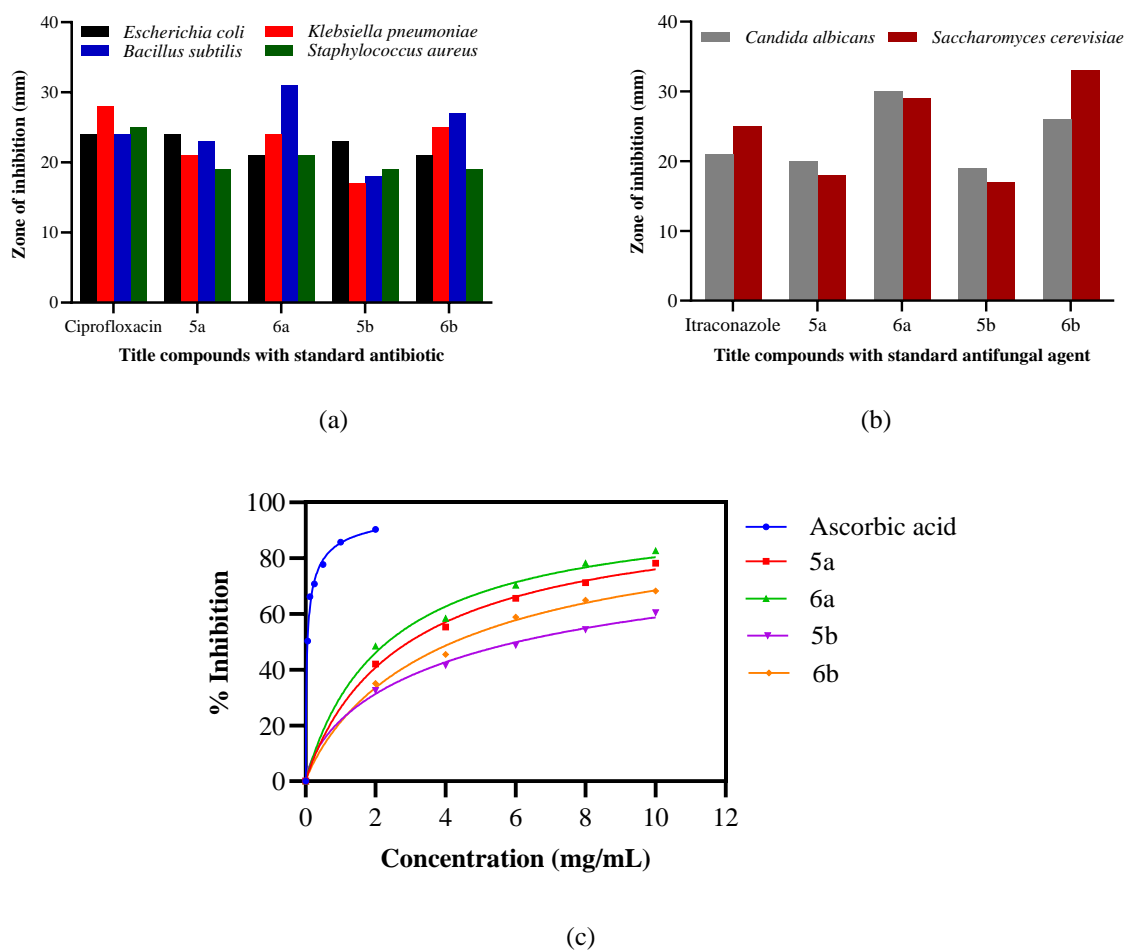 Escherichia coli
Klebsiella pneumoniae
Bacillus subtilis
Staphylococcus aureus
Zone of inhibition (mm)
40
30
20
10
0
Ciprofloxacin 5a 6a 5b 6b
Title compounds with standard antibiotic
(a)
Candida albicans
Saccharomyces cerevisiae
Zone of inhibition (mm)
40
30
20
10
0
Itraconazole 5a 6a 5b 6b
Title compounds with standard antifungal agent
(b)
% Inhibition
100
80
60
40
20
0
0 2 4 6 8 10 12
Concentration (mg/mL)
Ascorbic acid
5a
6a
5b
6b
(c)